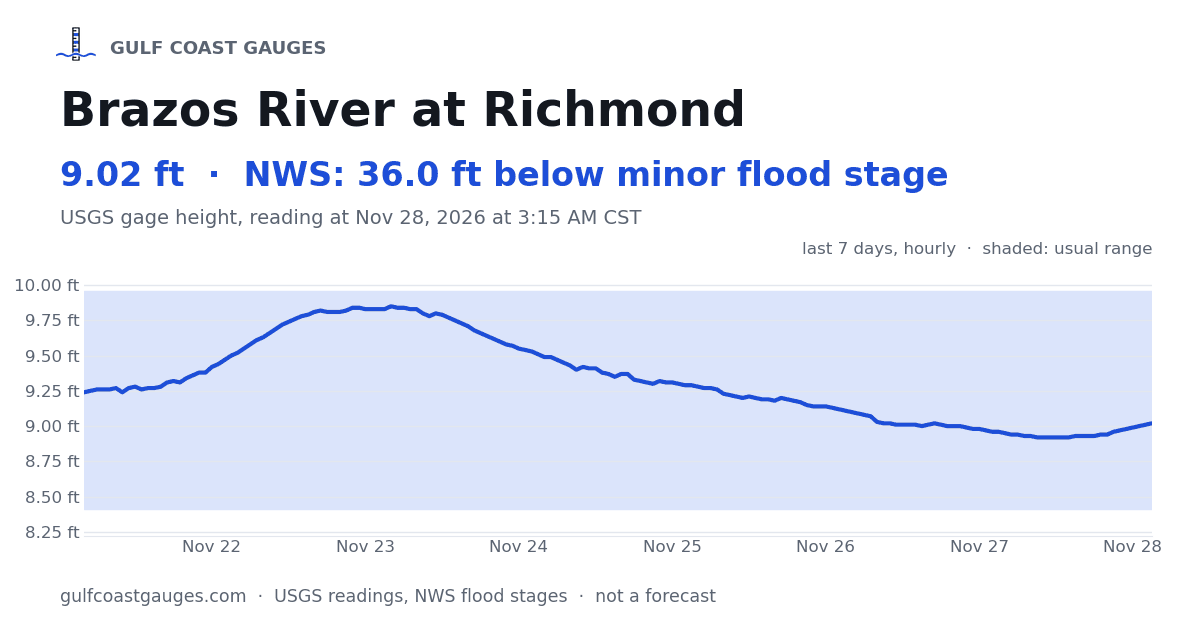 GULF COAST GAUGES
Brazos River at Richmond
9.02 ft · NWS: 36.0 ft below minor flood stage
USGS gage height, reading at Nov 28, 2026 at 3:15 AM CST
last 7 days, hourly · shaded: usual range
10.00 ft
9.75 ft
9.50 ft
9.25 ft
9.00 ft
8.75 ft
8.50 ft
8.25 ft
Nov 22 Nov 23 Nov 24 Nov 25 Nov 26 Nov 27 Nov 28
gulfcoastgauges.com · USGS readings, NWS flood stages · not a forecast